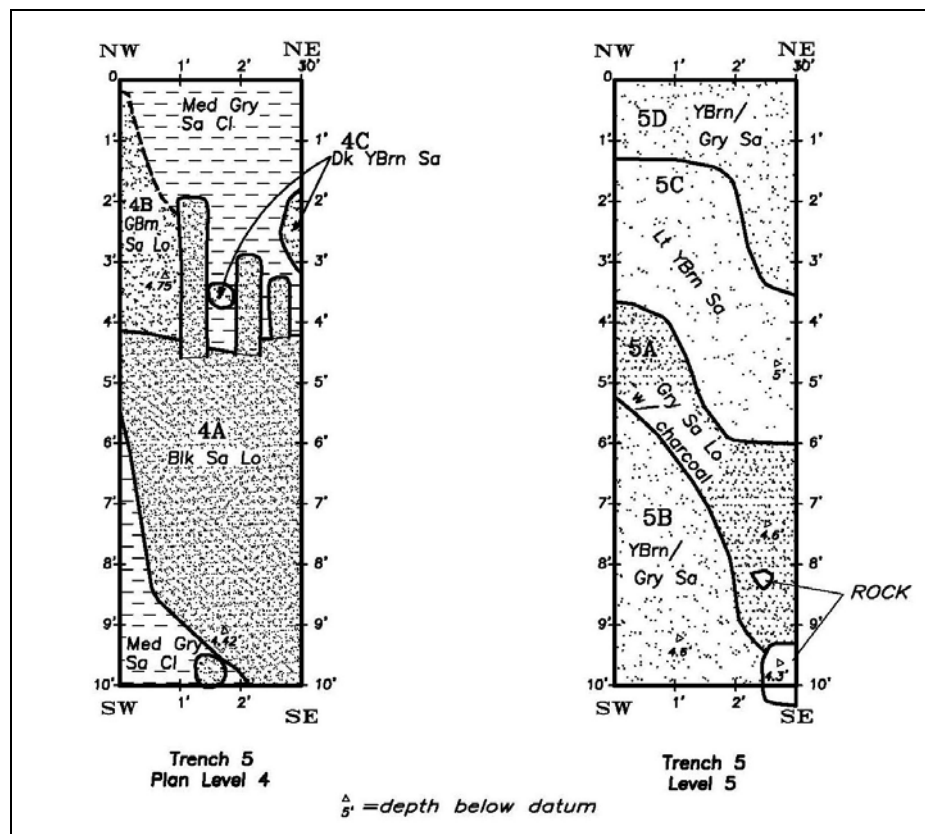 NW NE
0 1' 2' 30'
Med Gry
Sa Cl
1' 1'
4C
Dk YBrn Sa
2' 2'
4B
GBrn
Sa Lo
3' 3'
4.75
4' 4'
5' 5'
4A
Blk Sa Lo
6' 6'
7' 7'
8' 8'
9' 9'
4.42
Med Gry
Sa Cl
10' 10'
SW 1' 2' SE
Trench 5
Plan Level 4
NW NE
0 1' 2' 30'
5D YBrn/
Gry Sa
1' 1'
5C
2' 2'
Lt YBrn Sa
3' 3'
4' 4'
5A
5'
5' 5'
Gry Sa Lo
w/ charcoal
6' 6'
7' 7'
5B
4.6'
YBrn/
Gry Sa
8' 8'
ROCK
9' 9'
4.6'
4.3'
10' 10'
SW 1' 2' SE
Trench 5
Level 5
5' =depth below datum